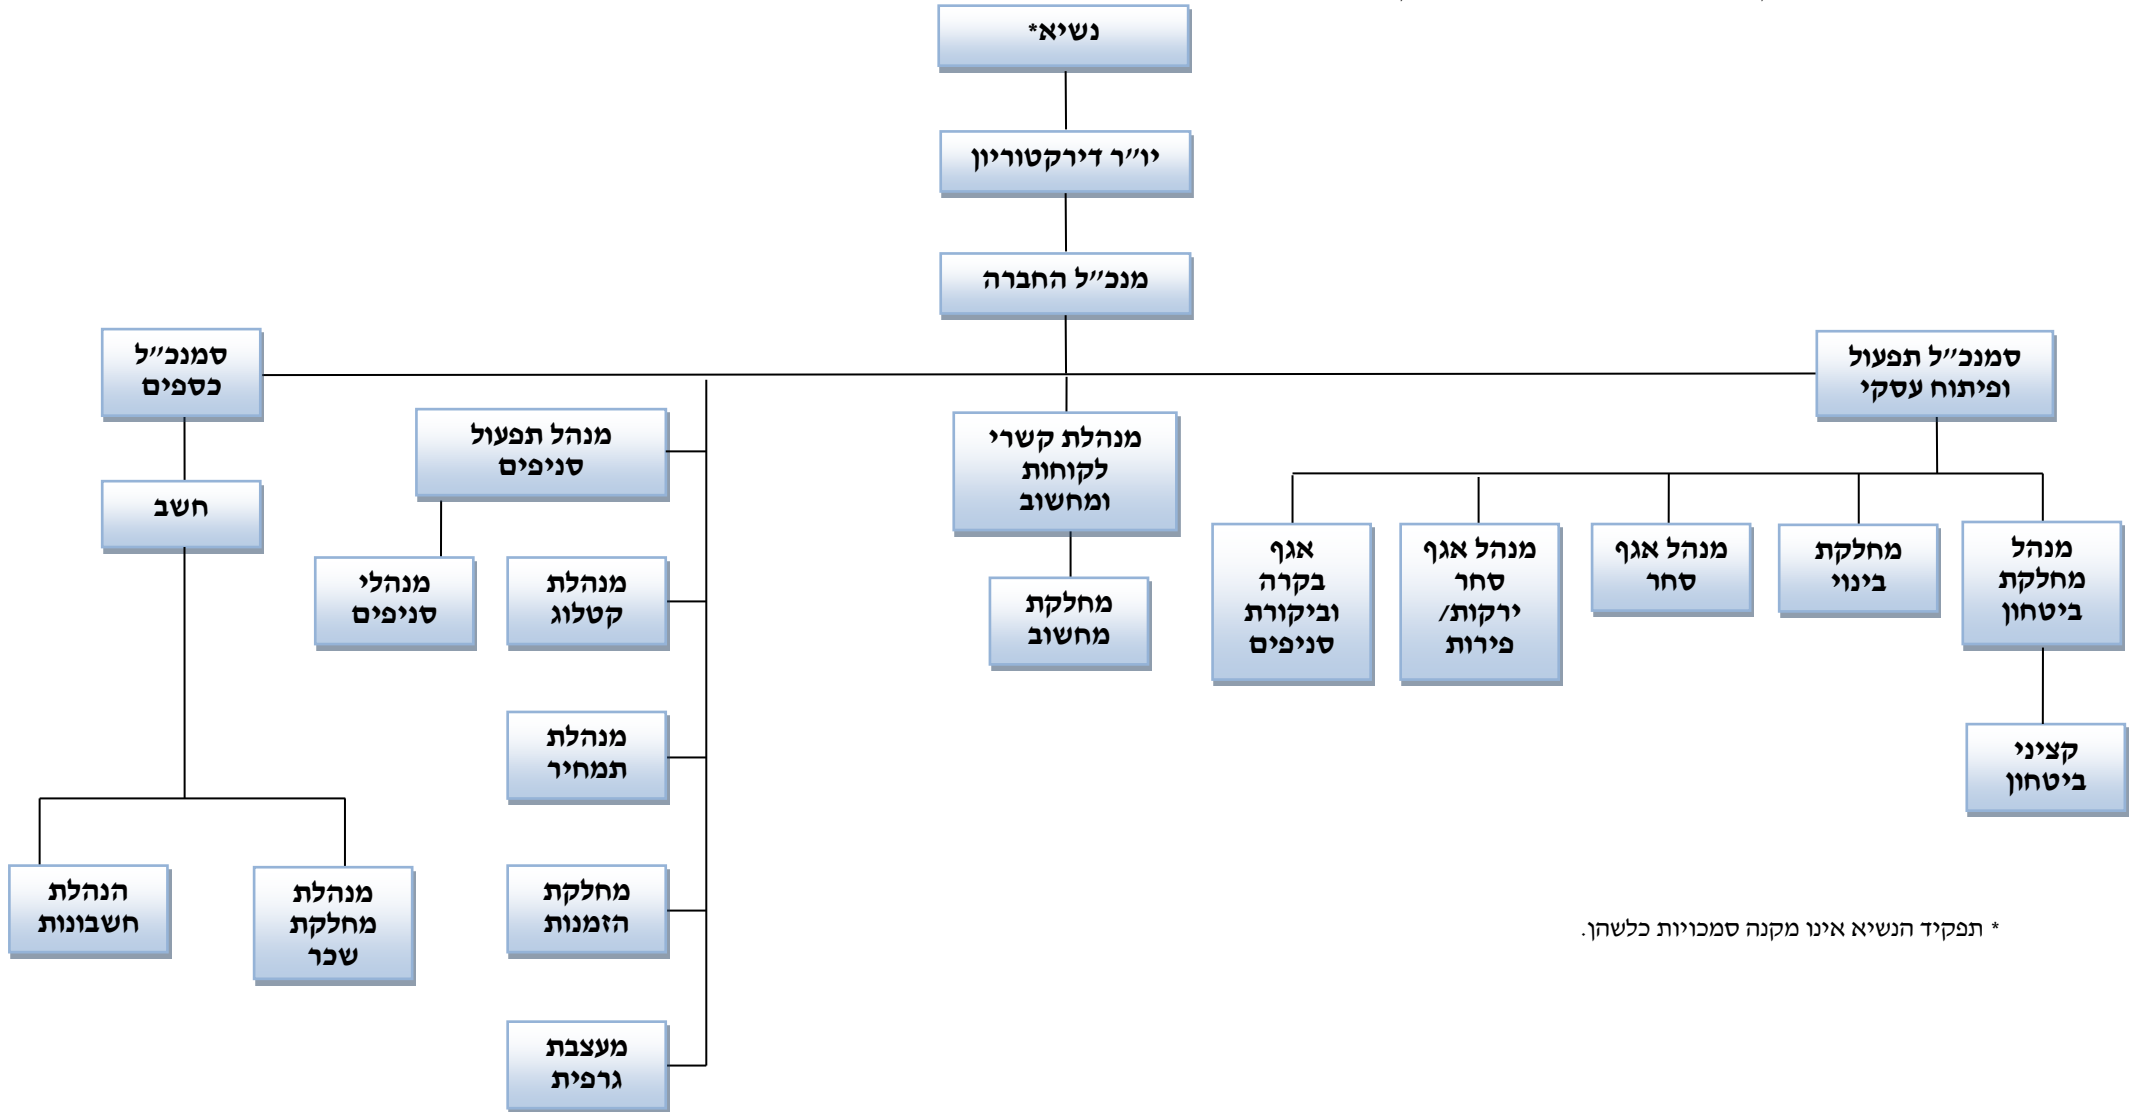 נשיא*
יו״ר דירקטוריון
מנכ״ל החברה
סמנכ״ל תפעול
ופיתוח עסקי
מנהל
מחלקת
ביטחון
קציני
ביטחון
מחלקת
בינוי
מנהל אגף
סחר
מנהל אגף
סחר
ירקות/
פירות
אגף
בקרה
וביקורת
סניפים
מנהלת קשרי
לקוחות
ומחשוב
מחלקת
מחשוב
מנהל תפעול
סניפים
מנהלי
סניפים
מנהלת
קטלוג
מנהלת
תמחיר
מחלקת
הזמנות
מעצבת
גרפית
סמנכ״ל
כספים
חשב
מנהלת
מחלקת
שכר
הנהלת
חשבונות
* תפקיד הנשיא אינו מקנה סמכויות כלשהן.